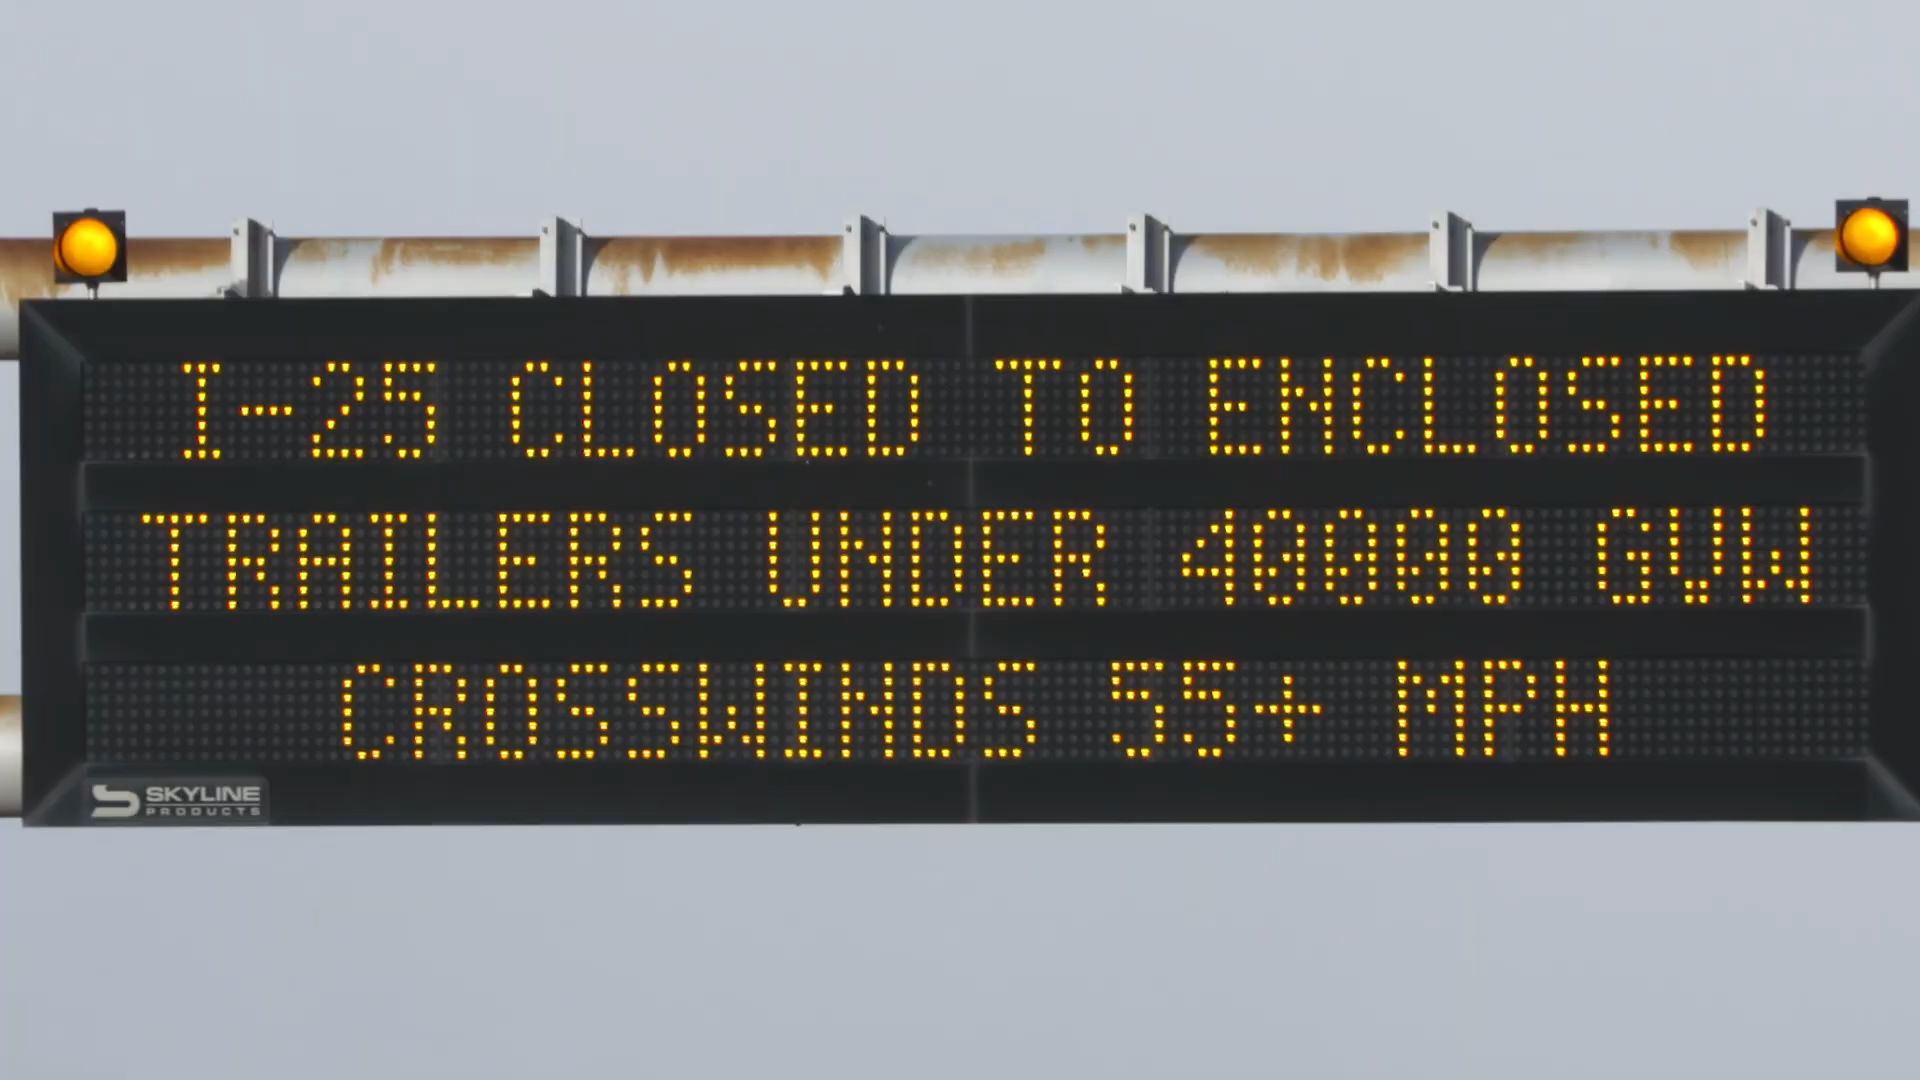 I-25 CLOSED TO ENCLOSED
TRAILERS UNDER 40000 GVW
CROSSWINDS 55+ MPH
SKYLINE
PRODUCTS